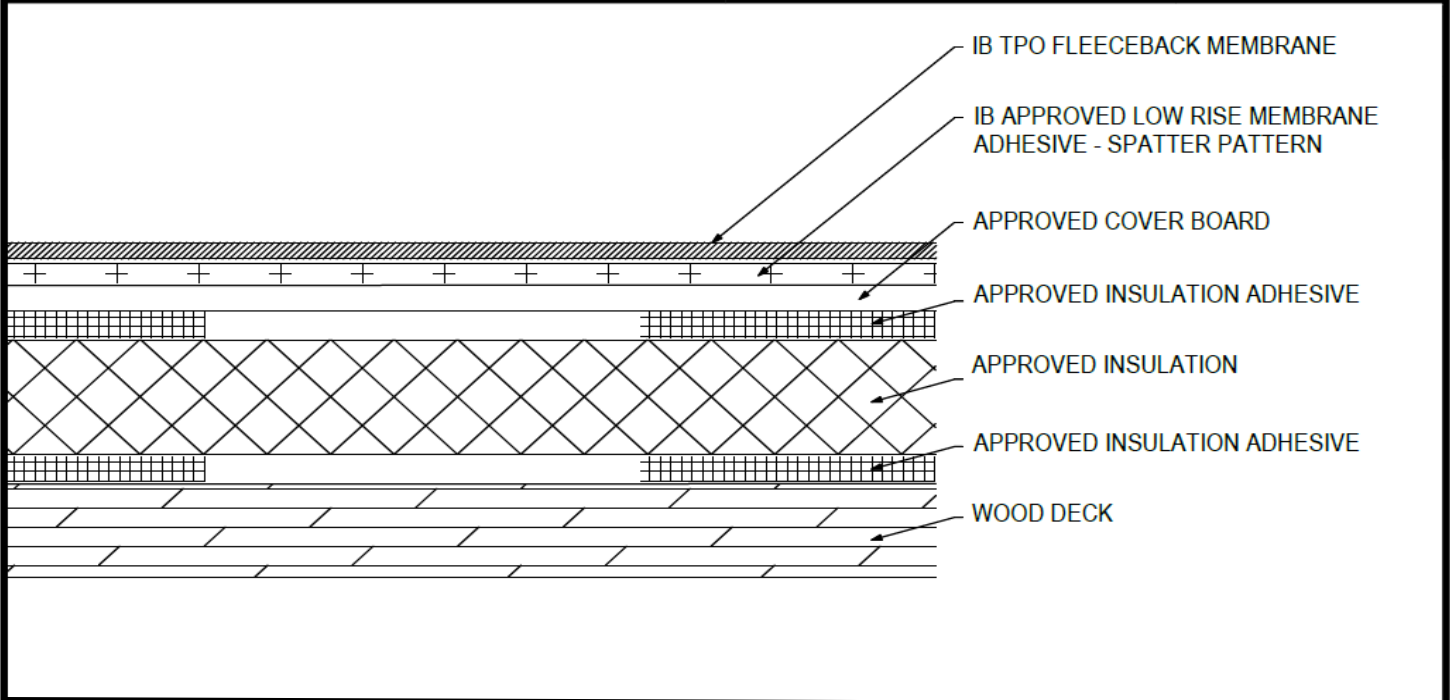 IB TPO FLEECEBACK MEMBRANE
IB APPROVED LOW RISE MEMBRANE
ADHESIVE - SPATTER PATTERN
APPROVED COVER BOARD
APPROVED INSULATION ADHESIVE
APPROVED INSULATION
APPROVED INSULATION ADHESIVE
WOOD DECK